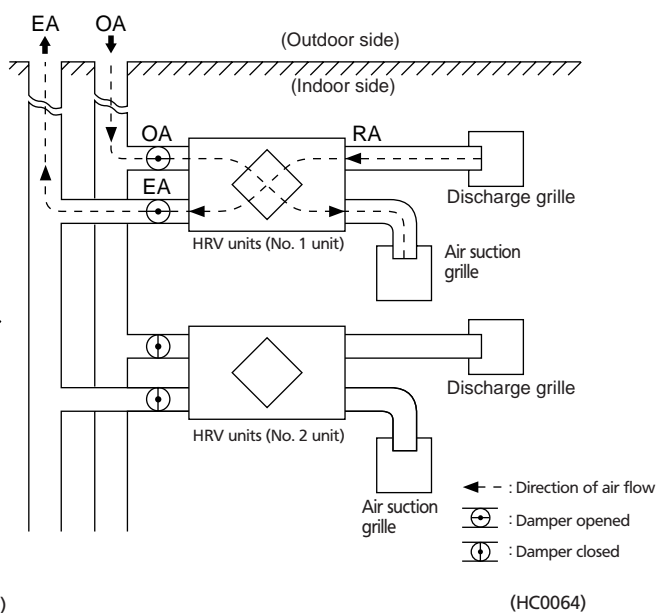 EA OA
(Outdoor side)
(Indoor side)
OA
RA
EA
Discharge grille
HRV units (No. 1 unit)
Air suction
grille
Discharge grille
HRV units (No. 2 unit)
Air suction
grille
: Direction of air flow
: Damper opened
: Damper closed
)
(HC0064)